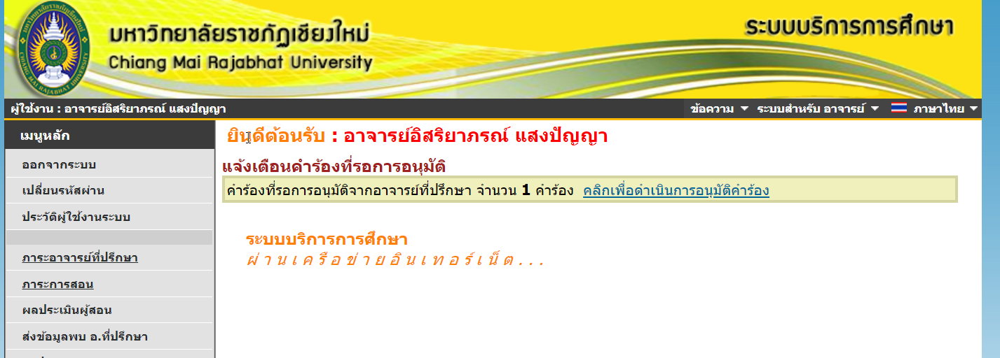 มหาวิทยาลัยราชภัฏเชียงใหม่
Chiang Mai Rajabhat University
ระบบบริการการศึกษา
ผู้ใช้งาน : อาจารย์อิสริยาภรณ์ แสงปัญญา
ข้อความ ระบบสำหรับ อาจารย์ ภาษาไทย
เมนูหลัก
ออกจากระบบ
เปลี่ยนรหัสผ่าน
ประวัติผู้ใช้งานระบบ
ภาระอาจารย์ที่ปรึกษา
ภาระการสอน
ผลประเมินผู้สอน
ส่งข้อมูลพบ อ.ที่ปรึกษา
ยินดีต้อนรับ : อาจารย์อิสริยาภรณ์ แสงปัญญา
แจ้งเตือนคำร้องที่รอการอนุมัติ
คำร้องที่รอการอนุมัติจากอาจารย์ที่ปรึกษา จำนวน 1 คำร้อง คลิกเพื่อดำเนินการอนุมัติคำร้อง
ระบบบริการการศึกษา
ผ่านเครือข่ายอินเทอร์เน็ต...